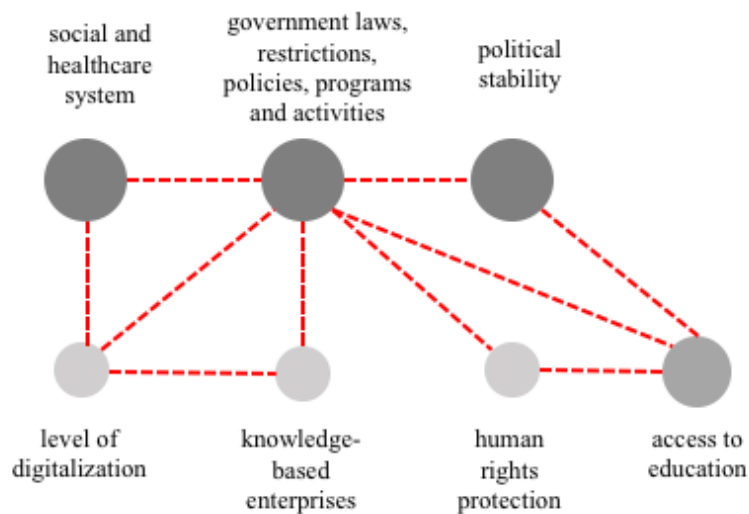 social and
healthcare
system
government laws,
restrictions,
policies, programs
and activities
political
stability
level of
digitalization
knowledge-
based
enterprises
human
rights
protection
access to
education